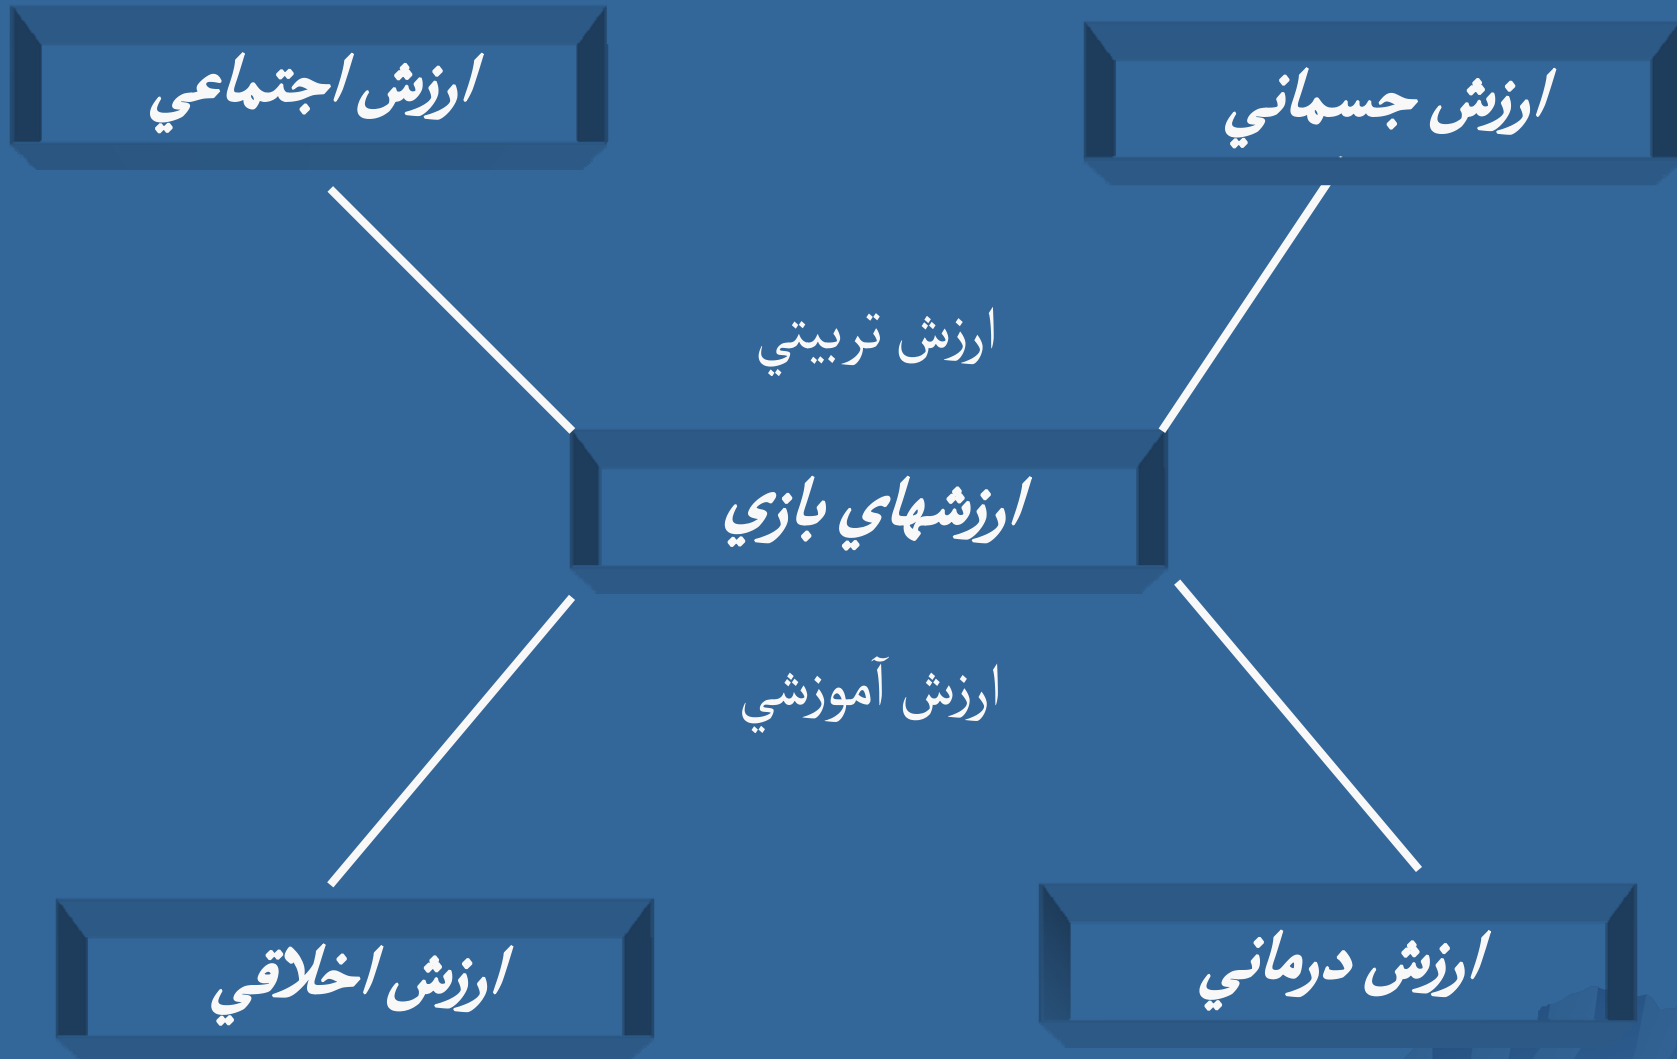 ارزش جسماني
ارزش اجتماعي
ارزش تربيتي
ارزشهاي بازي
ارزش آموزشي
ارزش درماني
ارزش اخلاقي